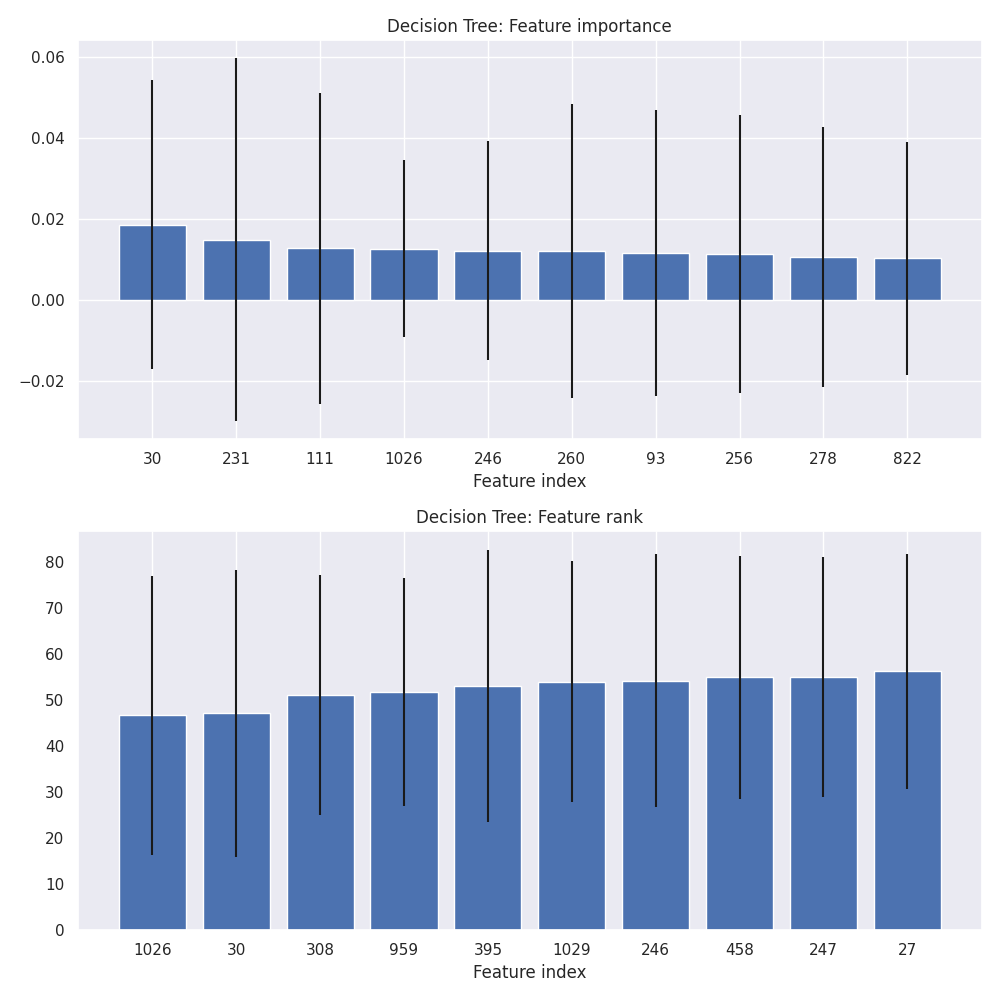 Decision Tree: Feature importance
0.06
0.04
0.02
0.00
−0.02
30 231 111 1026 246 260 93 256 278 822
Feature index
Decision Tree: Feature rank
80
70
60
50
40
30
20
10
0
1026 30 308 959 395 1029 246 458 247 27
Feature index